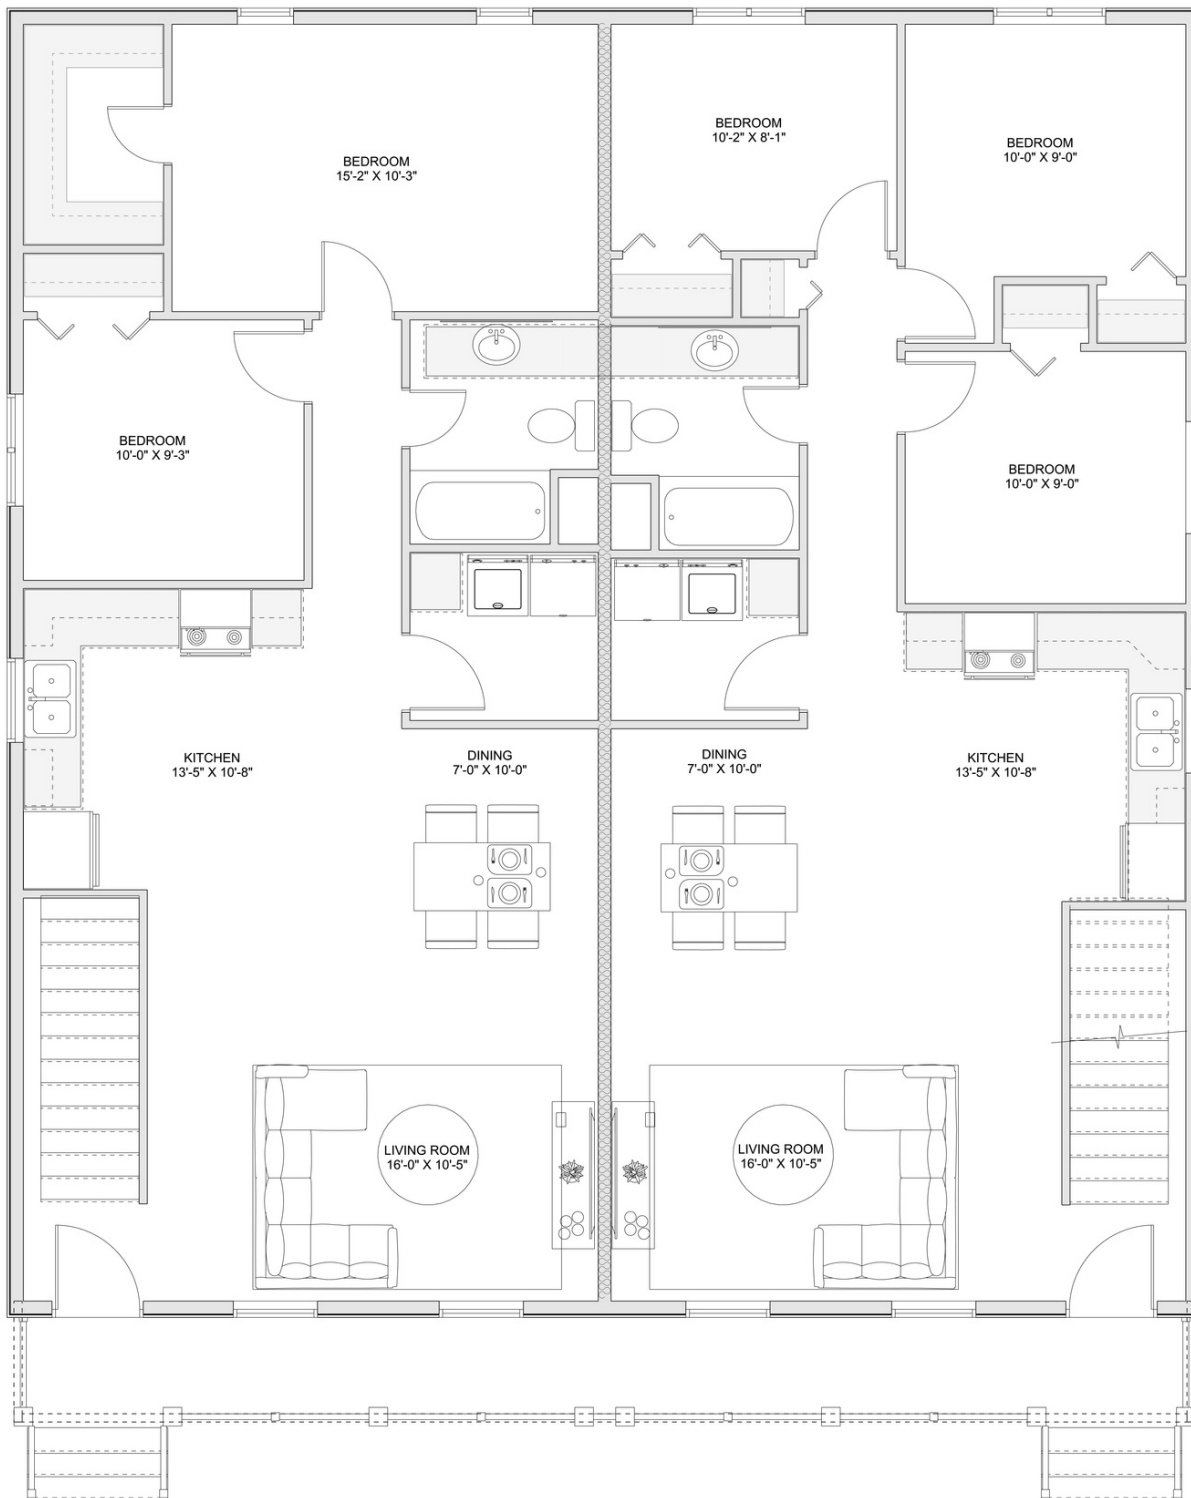 BEDROOM
15'-2" X 10'-3"
BEDROOM
10'-2" X 8'-1"
BEDROOM
10'-0" X 9'-0"
BEDROOM
10'-0" X 9'-3"
BEDROOM
10'-0" X 9'-0"
KITCHEN
13'-5" X 10'-8"
DINING
7'-0" X 10'-0"
DINING
7'-0" X 10'-0"
KITCHEN
13'-5" X 10'-8"
LIVING ROOM
16'-0" X 10'-5"
LIVING ROOM
16'-0" X 10'-5"